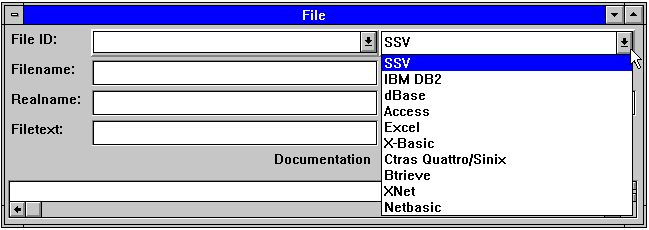 File
File ID:
SSV
SSV
Filename:
IBM DB2
dBase
Realname:
Access
Excel
Filetext:
X-Basic
Documentation
Ctras Quattro/Sinix
Btrieve
XNet
Netbasic